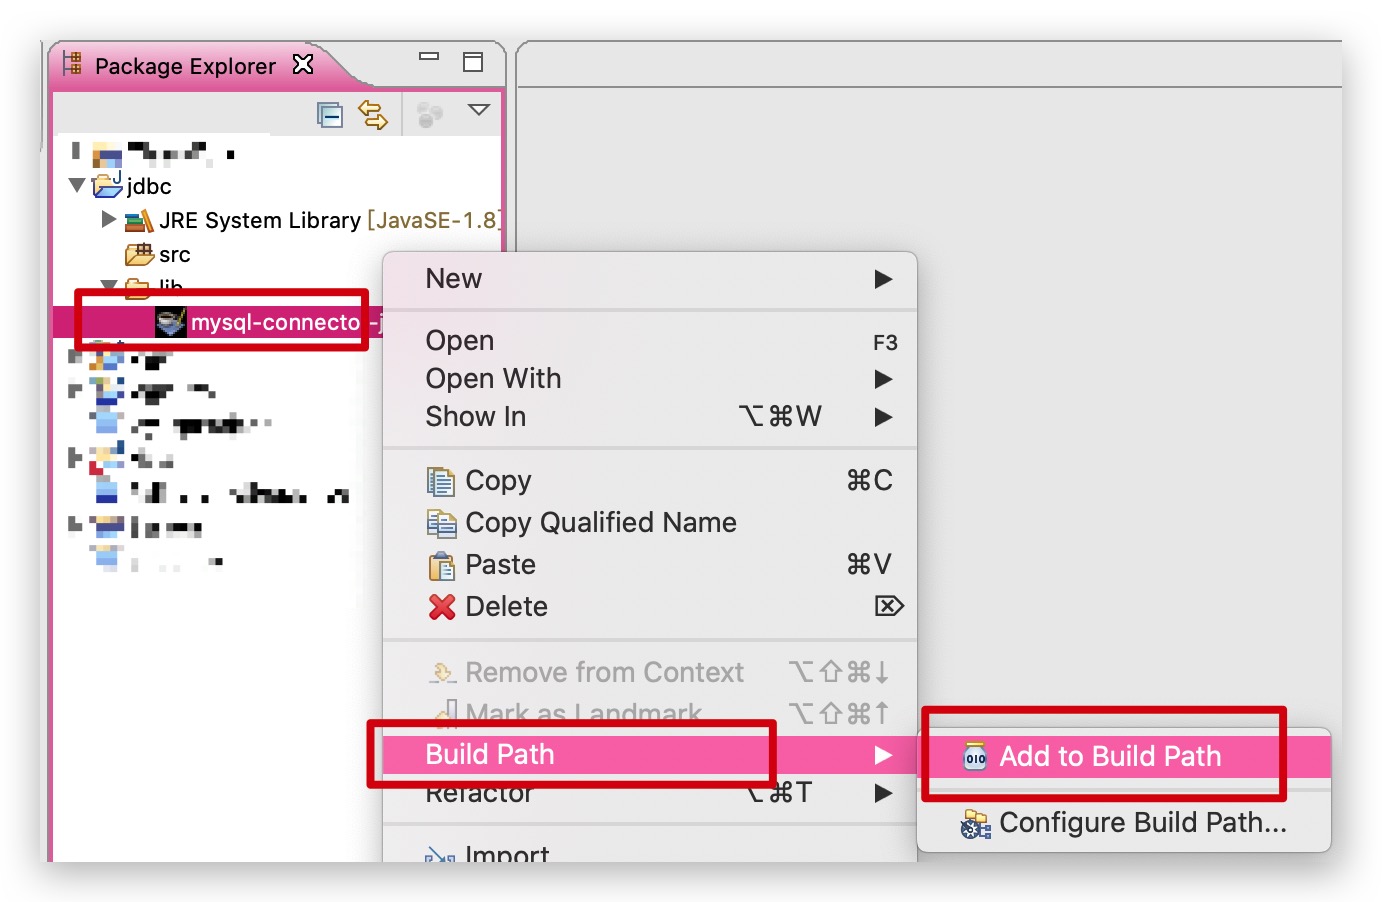 Package Explorer
jdbc
JRE System Library [JavaSE-1.8]
src
lib
mysql-connecto -j
New
Open F3
Open With
Show In ⌥⌘W
Copy ⌘C
Copy Qualified Name
Paste ⌘V
Delete ⌦
Remove from Context ⌥⇧⌘↓
Mark as Landmark ⌥⇧⌘↑
Build Path
Add to Build Path
Refactor ⌥⌘T
Configure Build Path...
Import